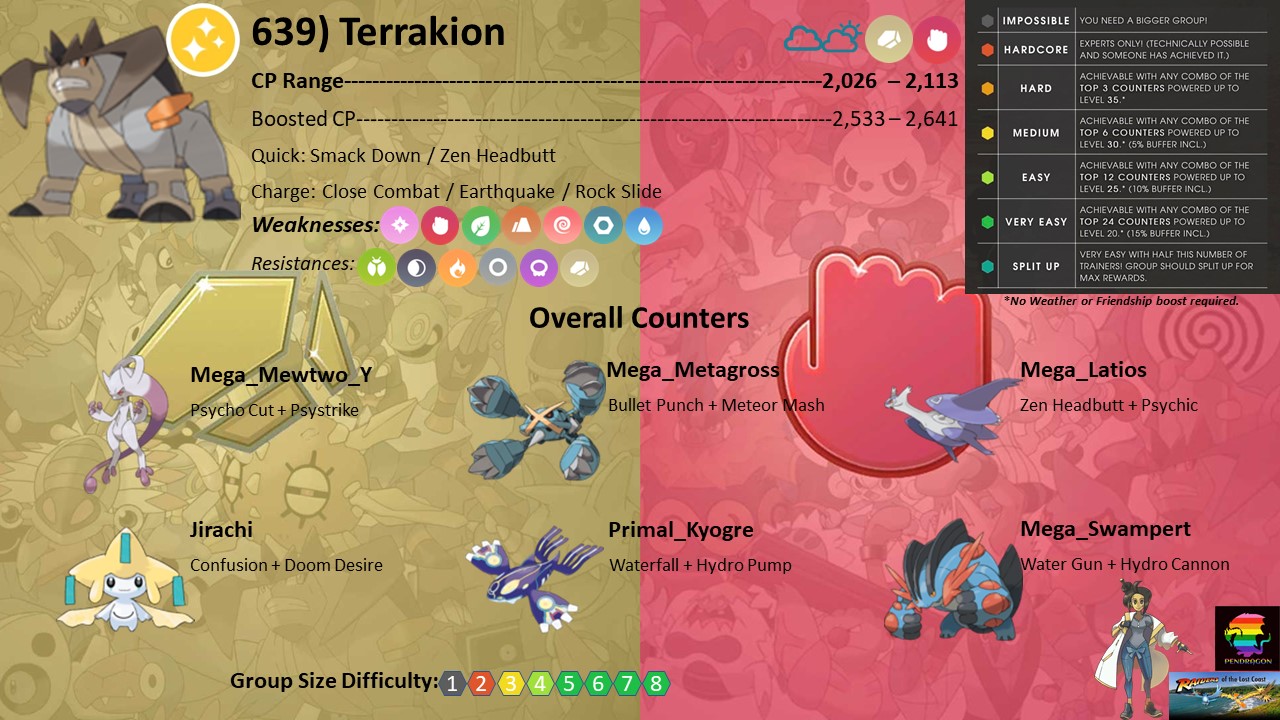 639) Terrakion
CP Range------------------------------------------------------------------2,026 – 2,113
Boosted CP------------------------------------------------------------------2,533 – 2,641
Quick: Smack Down / Zen Headbutt
Charge: Close Combat / Earthquake / Rock Slide
Weaknesses:
Resistances:
IMPOSSIBLE YOU NEED A BIGGER GROUP!
HARDCORE EXPERTS ONLY! (TECHNICALLY POSSIBLE
AND SOMEONE HAS ACHIEVED IT.)
HARD ACHIEVABLE WITH ANY COMBO OF THE
TOP 3 COUNTERS POWERED UP TO
LEVEL 35.*
MEDIUM ACHIEVABLE WITH ANY COMBO OF THE
TOP 6 COUNTERS POWERED UP TO
LEVEL 30.* (5% BUFFER INCL.)
EASY ACHIEVABLE WITH ANY COMBO OF THE
TOP 12 COUNTERS POWERED UP TO
LEVEL 25.* (10% BUFFER INCL.)
VERY EASY ACHIEVABLE WITH ANY COMBO OF THE
TOP 24 COUNTERS POWERED UP TO
LEVEL 20.* (15% BUFFER INCL.)
SPLIT UP VERY EASY WITH HALF THIS NUMBER OF
TRAINERS! GROUP SHOULD SPLIT UP FOR
MAX REWARDS.
*No Weather or Friendship boost required.
Overall Counters
Mega_Mewtwo_Y
Psycho Cut + Psystrike
Mega_Metagross
Bullet Punch + Meteor Mash
Mega_Latios
Zen Headbutt + Psychic
Jirachi
Confusion + Doom Desire
Primal_Kyogre
Waterfall + Hydro Pump
Mega_Swampert
Water Gun + Hydro Cannon
Group Size Difficulty: 1 2 3 4 5 6 7 8
PENDRAGON
RAIDERS of the Lost Coast